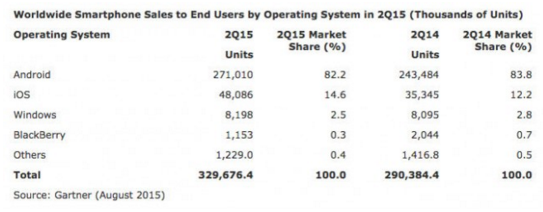 Worldwide Smartphone Sales to End Users by Operating System in 2Q15 (Thousands of Units)
Operating System 2Q15 Units 2Q15 Market Share (%) 2Q14 Units 2Q14 Market Share (%)
Android 271,010 82.2 243,484 83.8
iOS 48,086 14.6 35,345 12.2
Windows 8,198 2.5 8,095 2.8
BlackBerry 1,153 0.3 2,044 0.7
Others 1,229.0 0.4 1,416.8 0.5
Total 329,676.4 100.0 290,384.4 100.0
Source: Gartner (August 2015)